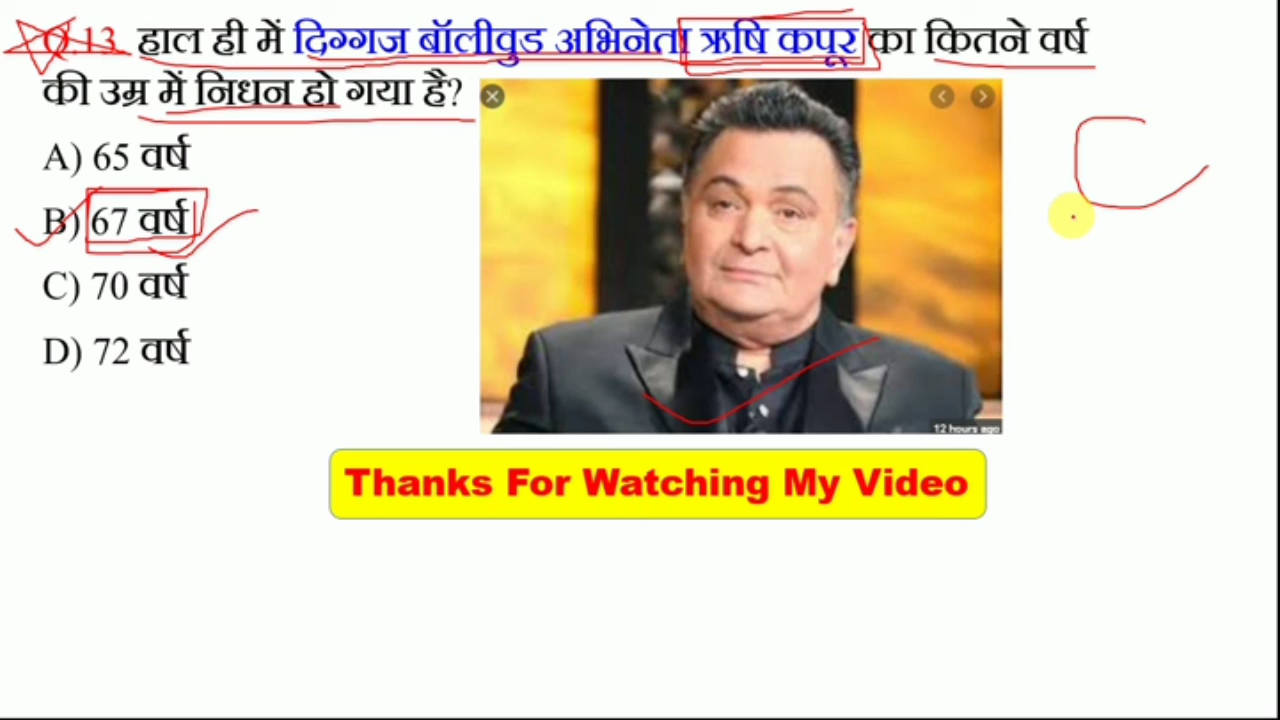 Q.13. हाल ही में दिग्गज बॉलीवुड अभिनेता ऋषि कपूर का कितने वर्ष
की उम्र में निधन हो गया है?
A) 65 वर्ष
B) 67 वर्ष
C) 70 वर्ष
D) 72 वर्ष
12 hours ago
Thanks For Watching My Video